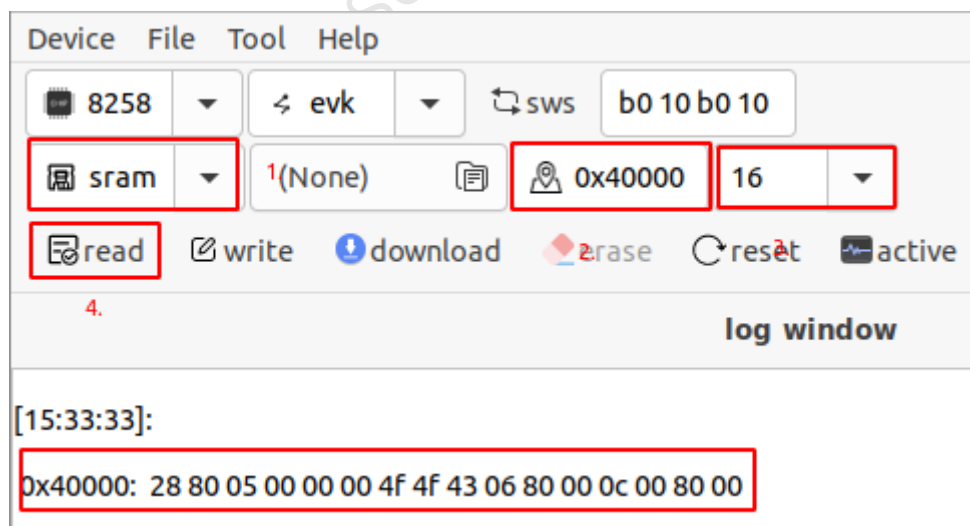 Device File Tool Help
8258 evk sws b0 10 b0 10
sram 1(None) 0x40000 16
read write download 2.erase reset 3. active
4.
log window
[15:33:33]:
0x40000: 28 80 05 00 00 00 4f 4f 43 06 80 00 0c 00 80 00